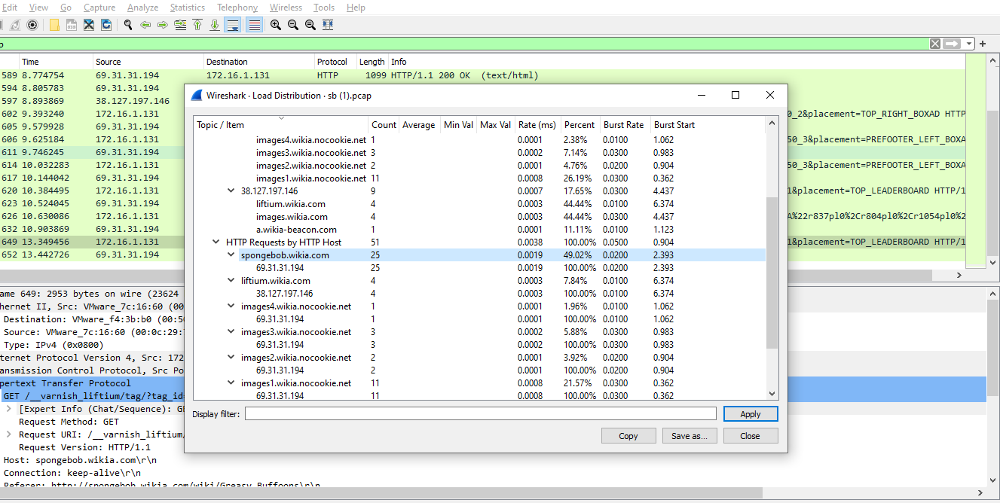 Edit View Go Capture Analyze Statistics Telephony Wireless Tools Help
Time Source Destination Protocol Length Info
589 8.774754 69.31.31.194 172.16.1.131 HTTP 1099 HTTP/1.1 200 OK (text/html)
594 8.805783 69.31.31.194
597 8.893869 38.127.197.146
602 9.393240 172.16.1.131 0_2&placement=TOP_RIGHT_BOXAD HTTP
605 9.579928 69.31.31.194
606 9.625184 172.16.1.131 50_3&placement=PREFOOTER_LEFT_BOXA
611 9.746245 69.31.31.194
614 10.032283 172.16.1.131 50_3&placement=PREFOOTER_LEFT_BOXA
617 10.144042 69.31.31.194
620 10.384495 172.16.1.131 1&placement=TOP_LEADERBOARD HTTP/1
623 10.524045 69.31.31.194
626 10.630086 172.16.1.131 A%22r837pl0%2Cr804pl0%2Cr1054pl0%2
632 10.903869 69.31.31.194
649 13.349456 172.16.1.131 1&placement=TOP_LEADERBOARD HTTP/1
652 13.442726 69.31.31.194
Wireshark · Load Distribution · sb (1).pcap
Topic / Item Count Average Min Val Max Val Rate (ms) Percent Burst Rate Burst Start
images4.wikia.nocookie.net 1 0.0001 2.38% 0.0100 1.062
images3.wikia.nocookie.net 3 0.0002 7.14% 0.0300 0.983
images2.wikia.nocookie.net 2 0.0001 4.76% 0.0200 0.904
images1.wikia.nocookie.net 11 0.0008 26.19% 0.0300 0.362
38.127.197.146 9 0.0007 17.65% 0.0300 4.437
liftium.wikia.com 4 0.0003 44.44% 0.0100 6.374
images.wikia.com 4 0.0003 44.44% 0.0300 4.437
a.wikia-beacon.com 1 0.0001 11.11% 0.0100 1.123
HTTP Requests by HTTP Host 51 0.0038 100.00% 0.0500 0.904
spongebob.wikia.com 25 0.0019 49.02% 0.0200 2.393
69.31.31.194 25 0.0019 100.00% 0.0200 2.393
liftium.wikia.com 4 0.0003 7.84% 0.0100 6.374
38.127.197.146 4 0.0003 100.00% 0.0100 6.374
images4.wikia.nocookie.net 1 0.0001 1.96% 0.0100 1.062
69.31.31.194 1 0.0001 100.00% 0.0100 1.062
images3.wikia.nocookie.net 3 0.0002 5.88% 0.0300 0.983
69.31.31.194 3 0.0002 100.00% 0.0300 0.983
images2.wikia.nocookie.net 2 0.0001 3.92% 0.0200 0.904
69.31.31.194 2 0.0001 100.00% 0.0200 0.904
images1.wikia.nocookie.net 11 0.0008 21.57% 0.0300 0.362
69.31.31.194 11 0.0008 100.00% 0.0300 0.362
Display filter: Apply
Copy Save as... Close
ame 649: 2953 bytes on wire (23624
hernet II, Src: VMware_7c:16:60 (00
Destination: VMware_f4:3b:b0 (00:50
Source: VMware_7c:16:60 (00:0c:29:
Type: IPv4 (0x0800)
ternet Protocol Version 4, Src: 172
ansmission Control Protocol, Src Po
pertext Transfer Protocol
GET /__varnish_liftium/tag/?tag_id
[Expert Info (Chat/Sequence): GE
Request Method: GET
Request URI: /__varnish_liftium/
Request Version: HTTP/1.1
Host: spongebob.wikia.com\r\n
Connection: keep-alive\r\n
Referer: http://spongebob.wikia.com/wiki/Greasy_Buffoons\r\n